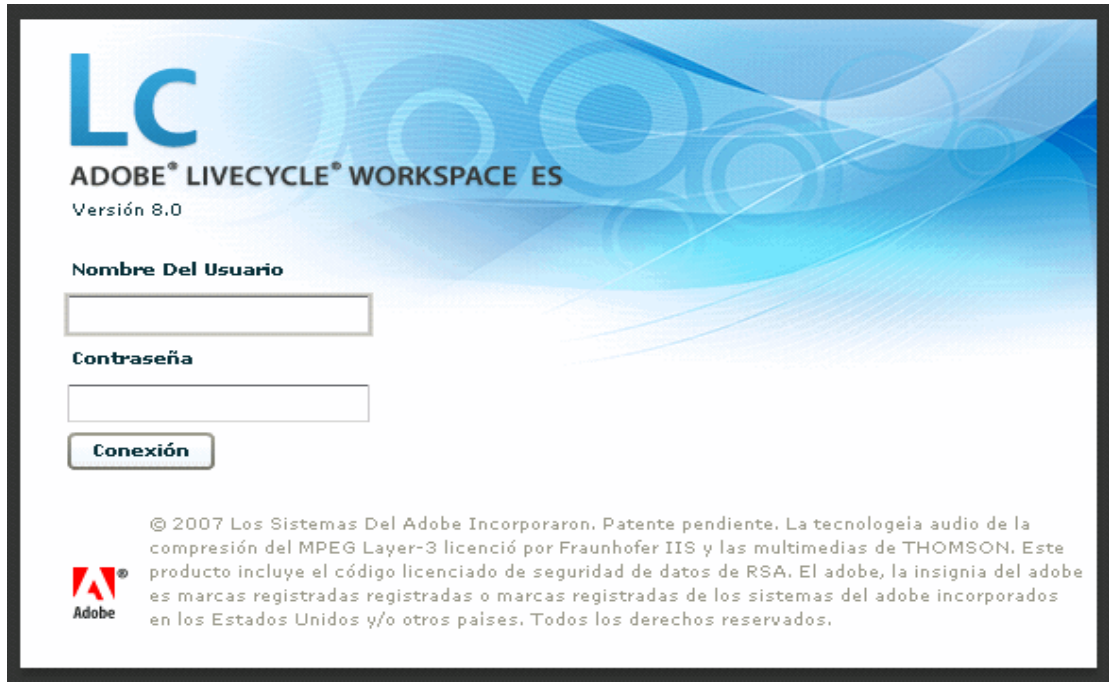 Lc
ADOBE® LIVECYCLE® WORKSPACE ES
Versión 8.0
Nombre Del Usuario
Contraseña
Conexión
© 2007 Los Sistemas Del Adobe Incorporaron. Patente pendiente. La tecnologeia audio de la
compresión del MPEG Layer-3 licenció por Fraunhofer IIS y las multimedias de THOMSON. Este
producto incluye el código licenciado de seguridad de datos de RSA. El adobe, la insignia del adobe
es marcas registradas registradas o marcas registradas de los sistemas del adobe incorporados
en los Estados Unidos y/o otros paises. Todos los derechos reservados.
®
Adobe